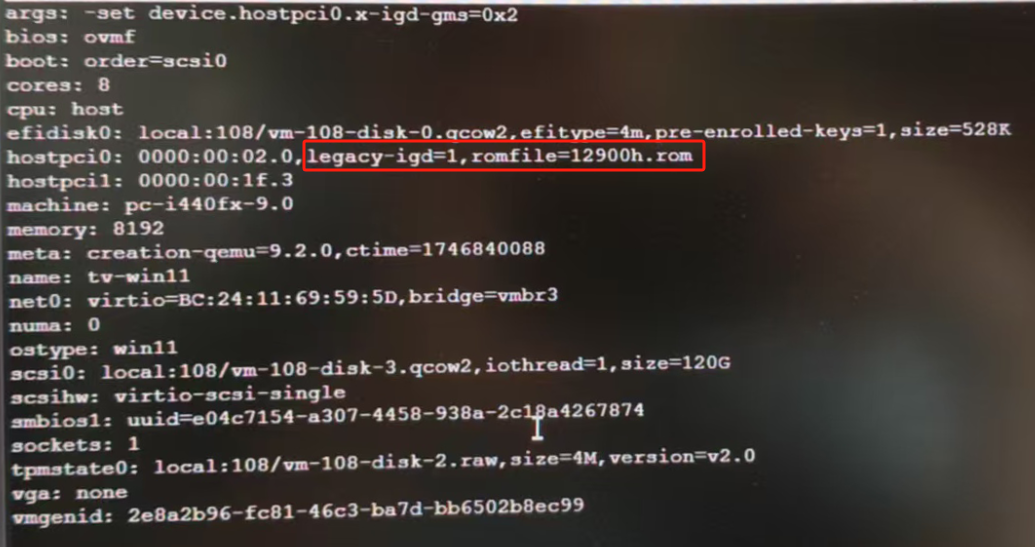 args: -set device.hostpci0.x-igd-gms=0x2
bios: ovmf
boot: order=scsi0
cores: 8
cpu: host
efidisk0: local:108/vm-108-disk-0.qcow2,efitype=4m,pre-enrolled-keys=1,size=528K
hostpci0: 0000:00:02.0,legacy-igd=1,romfile=12900h.rom
hostpci1: 0000:00:1f.3
machine: pc-i440fx-9.0
memory: 8192
meta: creation-qemu=9.2.0,ctime=1746840088
name: tv-win11
net0: virtio=BC:24:11:69:59:5D,bridge=vmbr3
numa: 0
ostype: win11
scsi0: local:108/vm-108-disk-3.qcow2,iothread=1,size=120G
scsihw: virtio-scsi-single
smbios1: uuid=e04c7154-a307-4458-938a-2c18a4267874
sockets: 1
tpmstate0: local:108/vm-108-disk-2.raw,size=4M,version=v2.0
vga: none
vmgenid: 2e8a2b96-fc81-46c3-ba7d-bb6502b8ec99